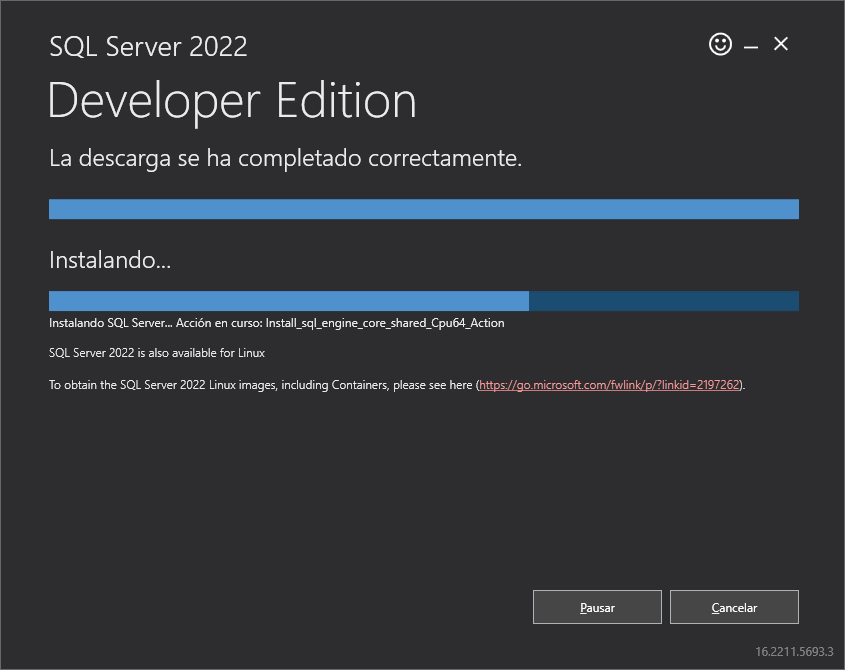 SQL Server 2022
Developer Edition
La descarga se ha completado correctamente.
Instalando...
Instalando SQL Server... Acción en curso: Install_sql_engine_core_shared_Cpu64_Action
SQL Server 2022 is also available for Linux
To obtain the SQL Server 2022 Linux images, including Containers, please see here (https://go.microsoft.com/fwlink/p/?linkid=2197262).
Pausar
Cancelar
16.2211.5693.3